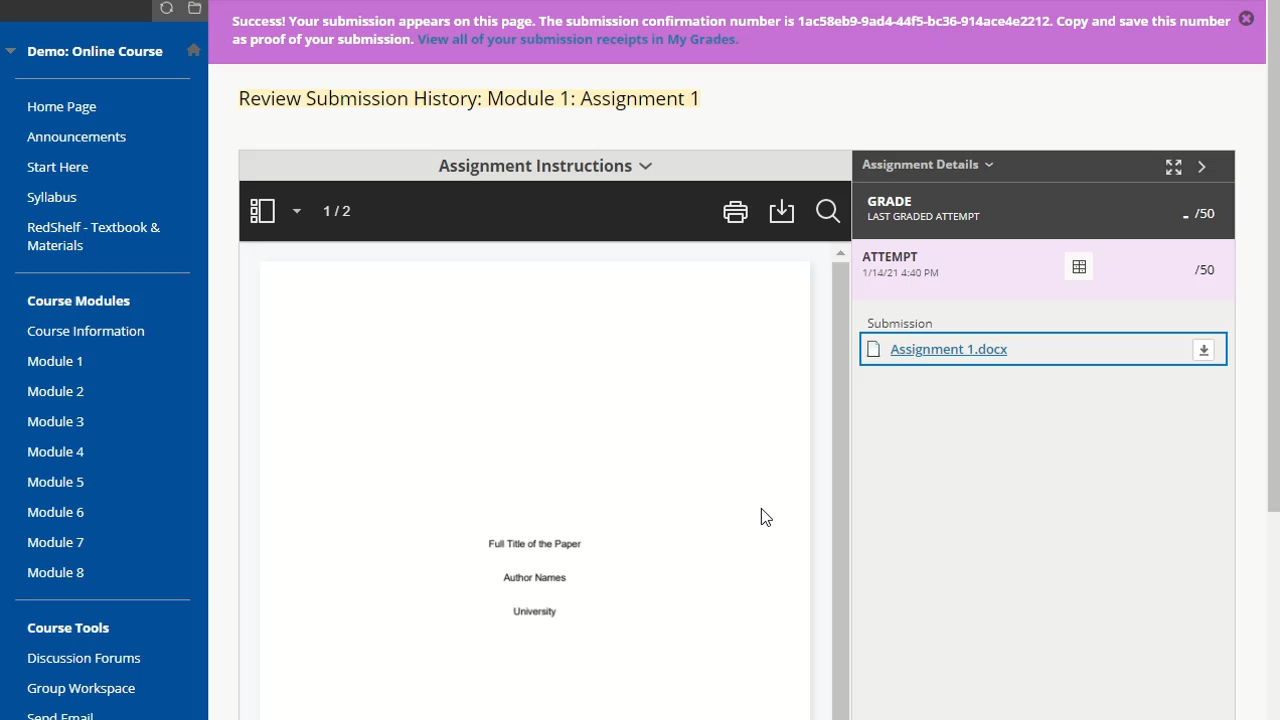 Success! Your submission appears on this page. The submission confirmation number is 1ac58eb9-9ad4-44f5-bc36-914ace4e2212. Copy and save this number
as proof of your submission. View all of your submission receipts in My Grades.
Demo: Online Course
Home Page
Announcements
Start Here
Syllabus
RedShelf - Textbook &
Materials
Course Modules
Course Information
Module 1
Module 2
Module 3
Module 4
Module 5
Module 6
Module 7
Module 8
Course Tools
Discussion Forums
Group Workspace
Send Email
Review Submission History: Module 1: Assignment 1
Assignment Instructions
1 / 2
Full Title of the Paper
Author Names
University
Assignment Details
GRADE
LAST GRADED ATTEMPT
- /50
ATTEMPT
1/14/21 4:40 PM
/50
Submission
Assignment 1.docx